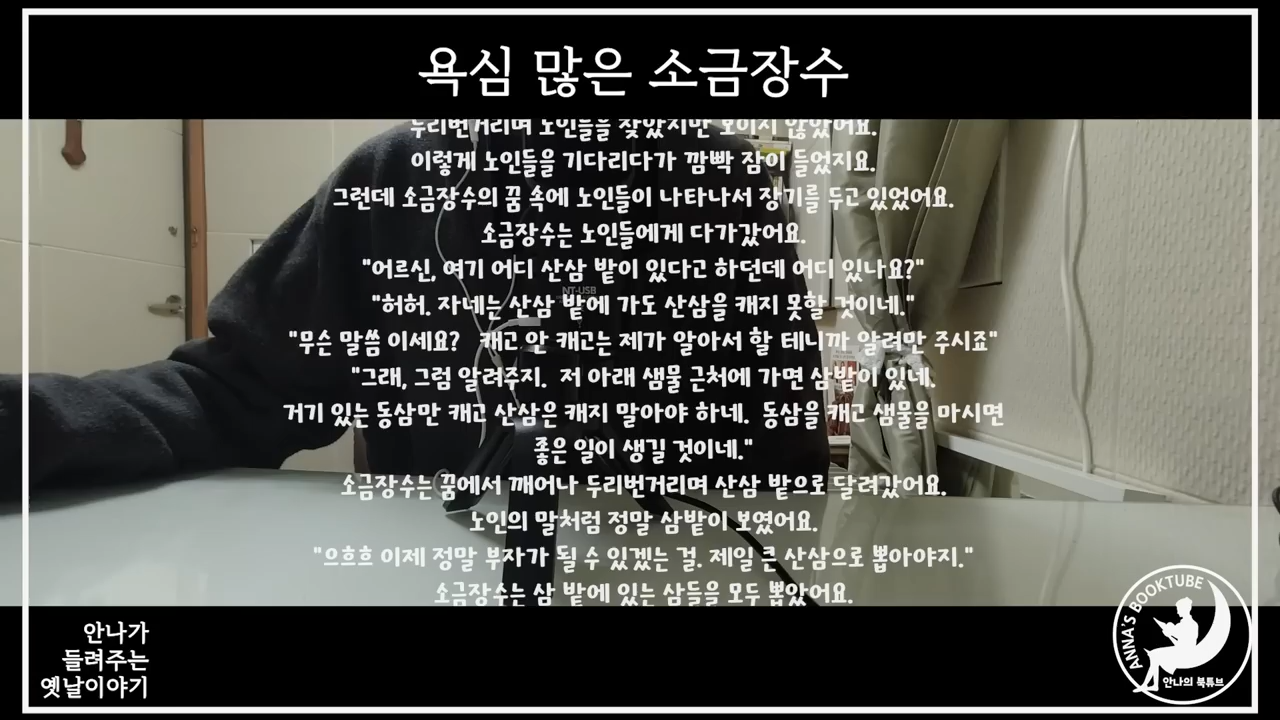 욕심 많은 소금장수
두리번거리며 노인들을 찾았지만 보이지 않았어요.
이렇게 노인들을 기다리다가 깜빡 잠이 들었지요.
그런데 소금장수의 꿈 속에 노인들이 나타나서 장기를 두고 있었어요.
소금장수는 노인들에게 다가갔어요.
"어르신, 여기 어디 산삼 밭이 있다고 하던데 어디 있나요?"
"허허. 자네는 산삼 밭에 가도 산삼을 캐지 못할 것이네."
"무슨 말씀 이세요? 캐고 안 캐고는 제가 알아서 할 테니까 알려만 주시죠"
"그래, 그럼 알려주지. 저 아래 샘물 근처에 가면 삼밭이 있네.
거기 있는 동삼만 캐고 산삼은 캐지 말아야 하네. 동삼을 캐고 샘물을 마시면
좋은 일이 생길 것이네."
소금장수는 꿈에서 깨어나 두리번거리며 산삼 밭으로 달려갔어요.
노인의 말처럼 정말 삼밭이 보였어요.
"으흐흐 이제 정말 부자가 될 수 있겠는 걸. 제일 큰 산삼으로 뽑아야지."
소금장수는 삼 밭에 있는 삼들을 모두 뽑았어요.
NT-USB
안나가
들려주는
옛날이야기
ANNA'S BOOKTUBE
안나의 북튜브